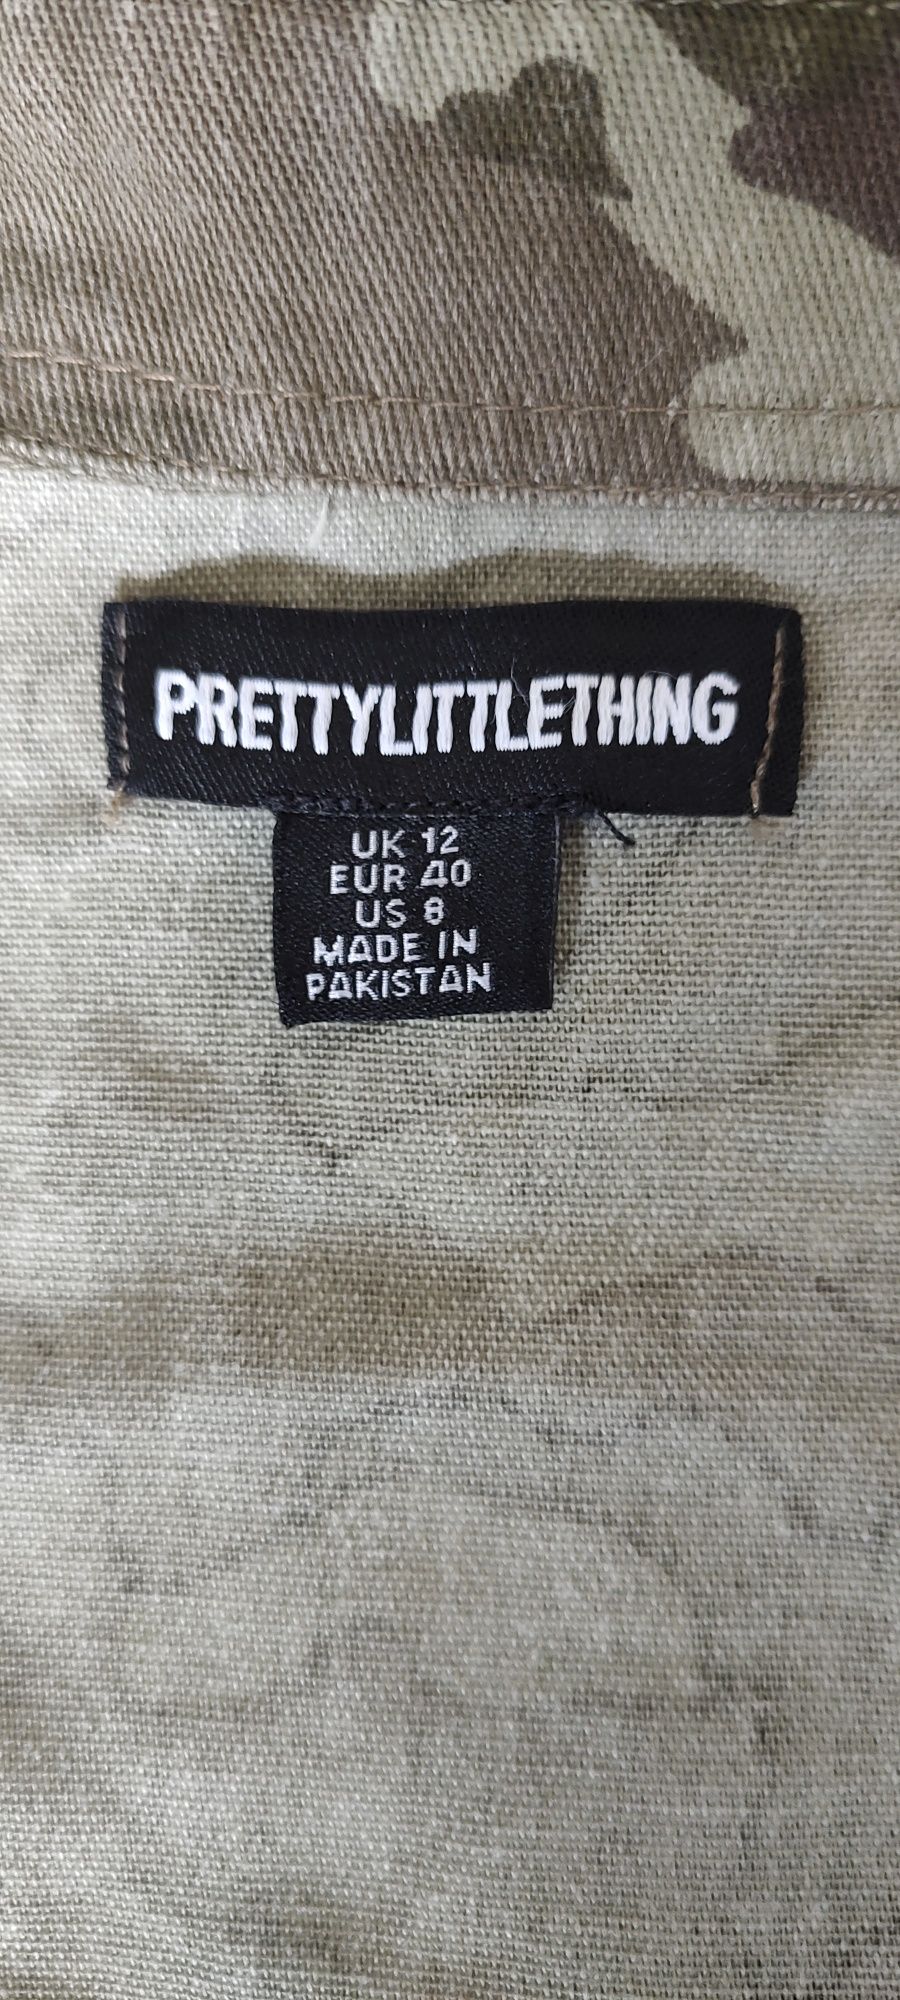 PRETTYLITTLETHING
UK 12
EUR 40
US 8
MADE IN
PAKISTAN